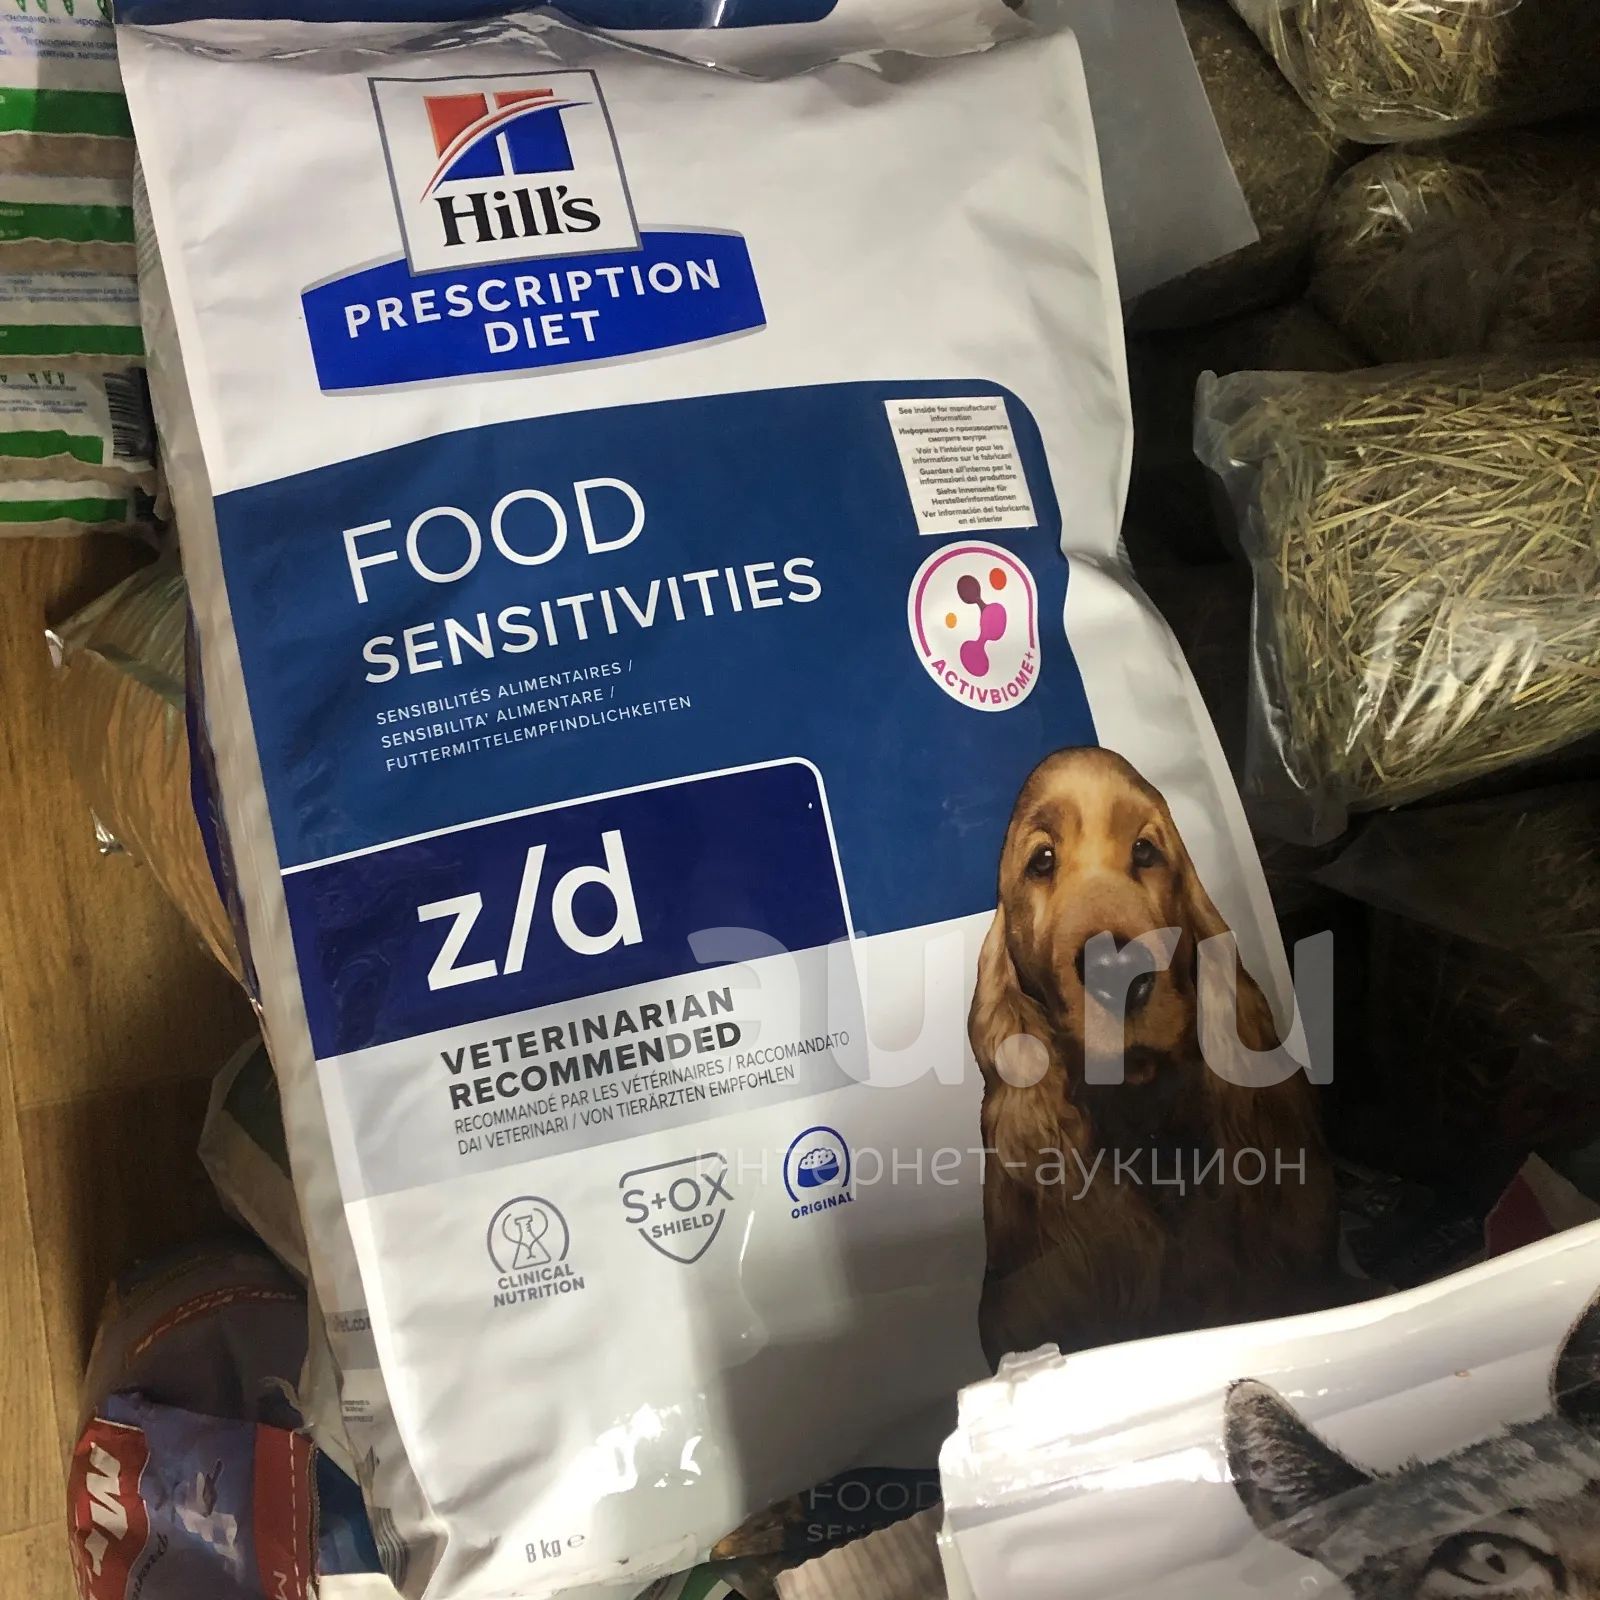 Hill's
PRESCRIPTION
DIET
See inside for manufacturer
information
Информацию о производителе
смотрите внутри
Voir à l'intérieur pour les
informations sur le fabricant
Guardare all'interno per le
informazioni del produttore
Siehe Innenseite für
Herstellerinformationen
Ver información del fabricante
en el interior
FOOD
SENSITIVITIES
SENSIBILITÉS ALIMENTAIRES /
SENSIBILITA' ALIMENTARE /
FUTTERMITTELEMPFINDLICHKEITEN
ACTIVBIOME+
z/d
VETERINARIAN
RECOMMENDED
RECOMMANDÉ PAR LES VÉTÉRINAIRES / RACCOMANDATO
DAI VETERINARI / VON TIERÄRZTEN EMPFOHLEN
CLINICAL
NUTRITION
S+OX
SHIELD
ORIGINAL
8 kg e
FOOD
au.ru
интернет-аукцион
Mr